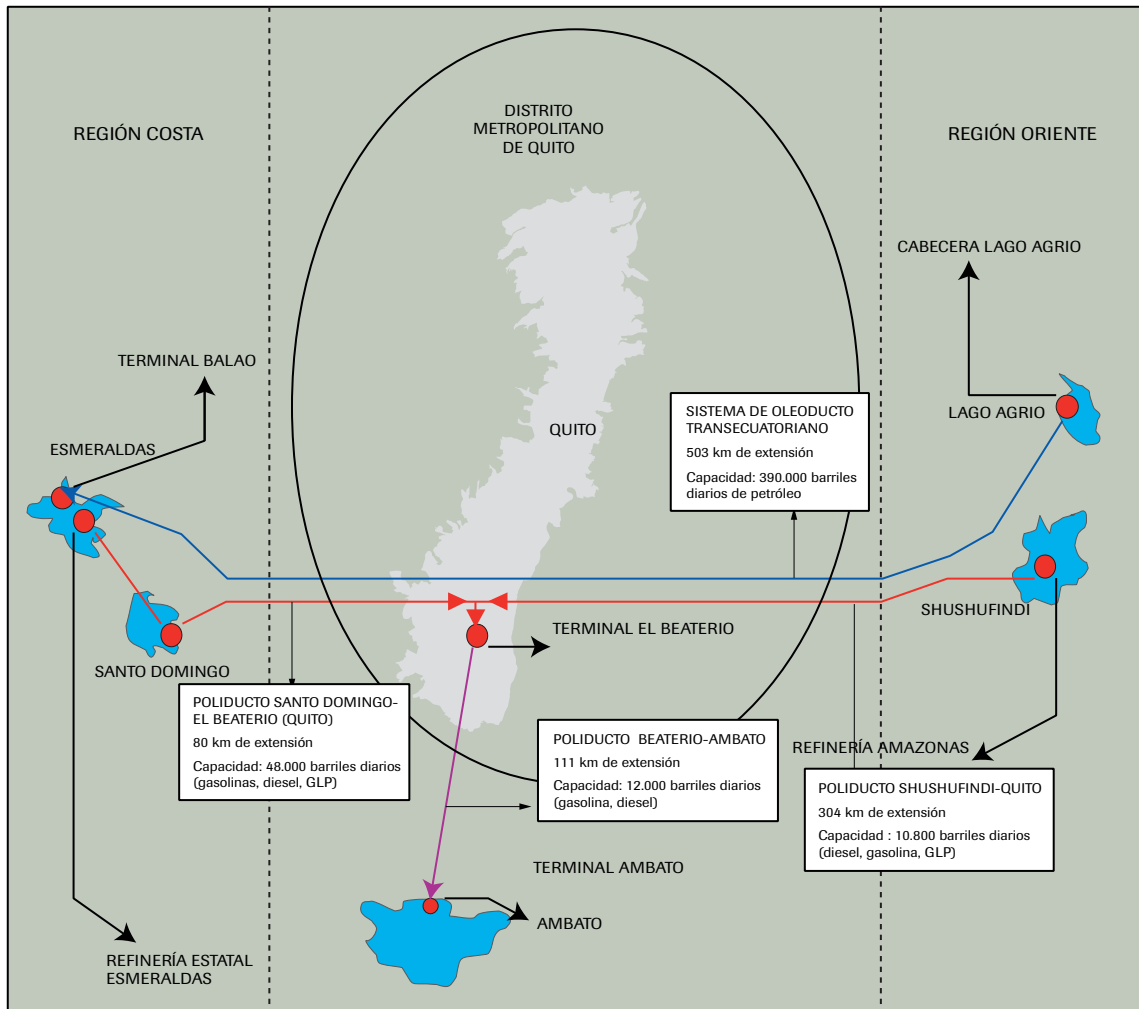 REGIÓN COSTA
DISTRITO
METROPOLITANO
DE QUITO
REGIÓN ORIENTE
CABECERA LAGO AGRIO
TERMINAL BALAO
LAGO AGRIO
ESMERALDAS
QUITO
SISTEMA DE OLEODUCTO
TRANSECUATORIANO
503 km de extensión
Capacidad: 390.000 barriles
diarios de petróleo
SHUSHUFINDI
TERMINAL EL BEATERIO
SANTO DOMINGO
POLIDUCTO SANTO DOMINGO-
EL BEATERIO (QUITO)
80 km de extensión
Capacidad: 48.000 barriles diarios
(gasolinas, diesel, GLP)
POLIDUCTO BEATERIO-AMBATO
111 km de extensión
Capacidad: 12.000 barriles diarios
(gasolina, diesel)
REFINERÍA AMAZONAS
POLIDUCTO SHUSHUFINDI-QUITO
304 km de extensión
Capacidad : 10.800 barriles diarios
(diesel, gasolina, GLP)
TERMINAL AMBATO
AMBATO
REFINERÍA ESTATAL
ESMERALDAS